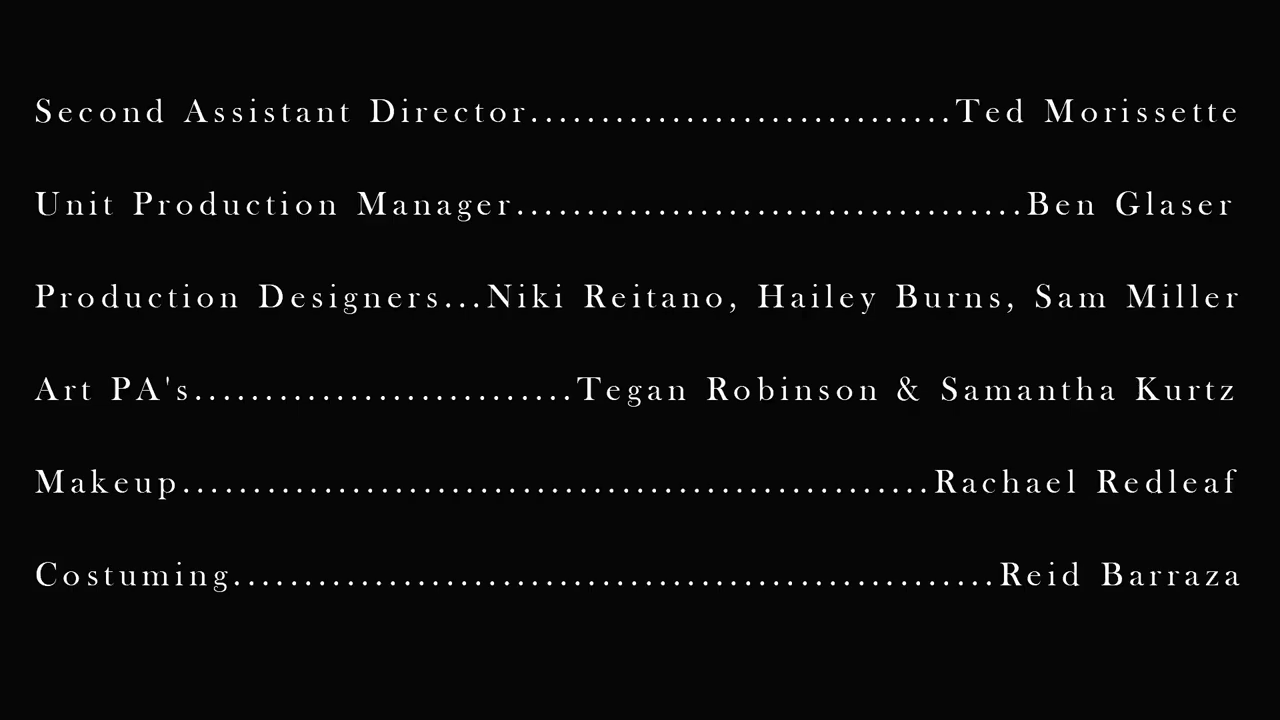 Second Assistant Director..............................Ted Morissette
Unit Production Manager....................................Ben Glaser
Production Designers...Niki Reitano, Hailey Burns, Sam Miller
Art PA's...........................Tegan Robinson & Samantha Kurtz
Makeup.....................................................Rachael Redleaf
Costuming......................................................Reid Barraza